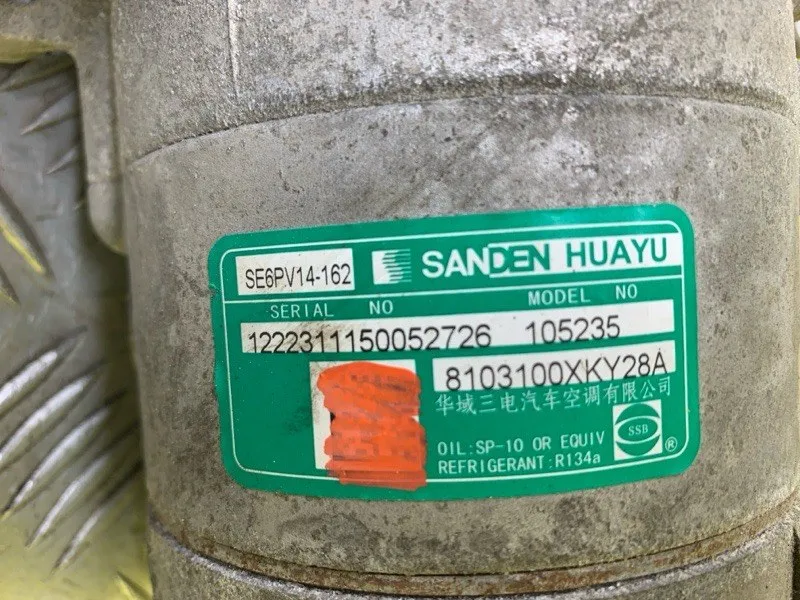 SE6PV14-162
SANDEN HUAYU
SERIAL NO MODEL NO
1222311150052726 105235
8103100XKY28A
华域三电汽车空调有限公司
OIL:SP-10 OR EQUIV
REFRIGERANT:R134a
SSB
®